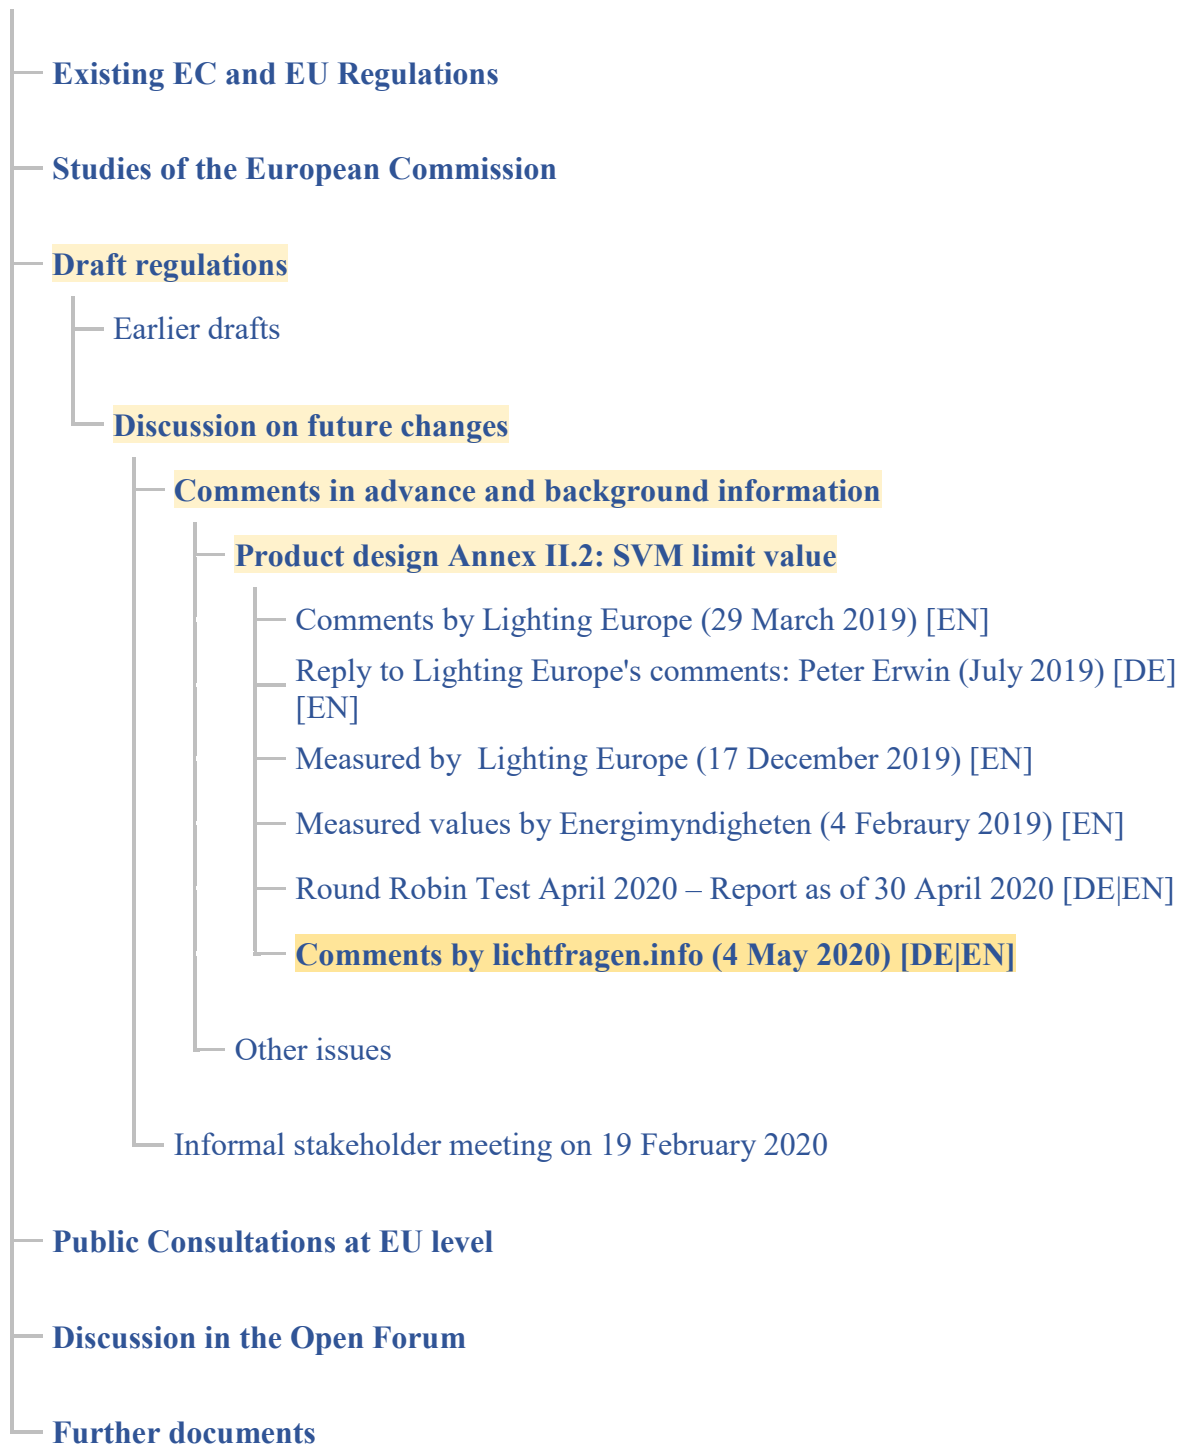 Existing EC and EU Regulations
Studies of the European Commission
Draft regulations
Earlier drafts
Discussion on future changes
Comments in advance and background information
Product design Annex II.2: SVM limit value
Comments by Lighting Europe (29 March 2019) [EN]
Reply to Lighting Europe's comments: Peter Erwin (July 2019) [DE]
[EN]
Measured by  Lighting Europe (17 December 2019) [EN]
Measured values by Energimyndigheten (4 Febraury 2019) [EN]
Round Robin Test April 2020 – Report as of 30 April 2020 [DE|EN]
Comments by lichtfragen.info (4 May 2020) [DE|EN]
Other issues
Informal stakeholder meeting on 19 February 2020
Public Consultations at EU level
Discussion in the Open Forum
Further documents